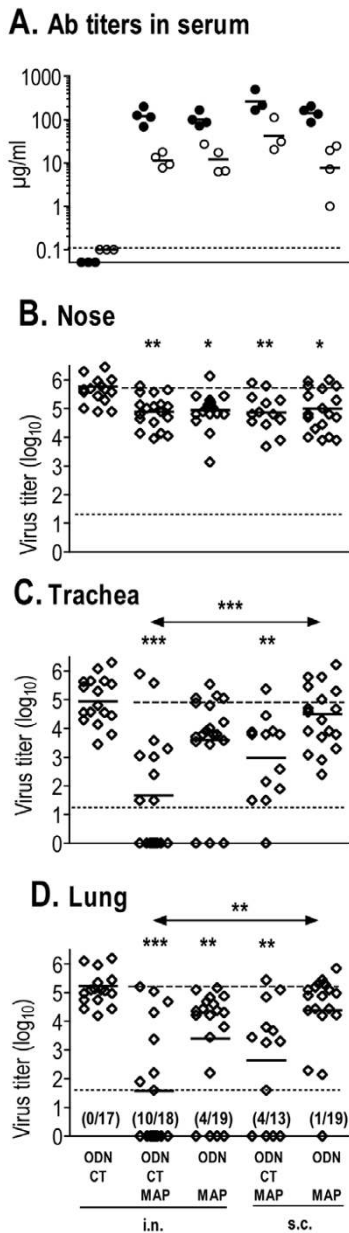 A. Ab titers in serum
1000
100
10
1
0.1
µg/ml
B. Nose
** * ** *
6
5
4
3
2
1
0
Virus titer (log10)
C. Trachea
***
*** **
6
5
4
3
2
1
0
Virus titer (log10)
D. Lung
**
*** ** **
6
5
4
3
2
1
0
Virus titer (log10)
(0/17) (10/18) (4/19) (4/13) (1/19)
ODN ODN ODN ODN ODN
CT CT CT
MAP MAP MAP MAP
i.n. s.c.